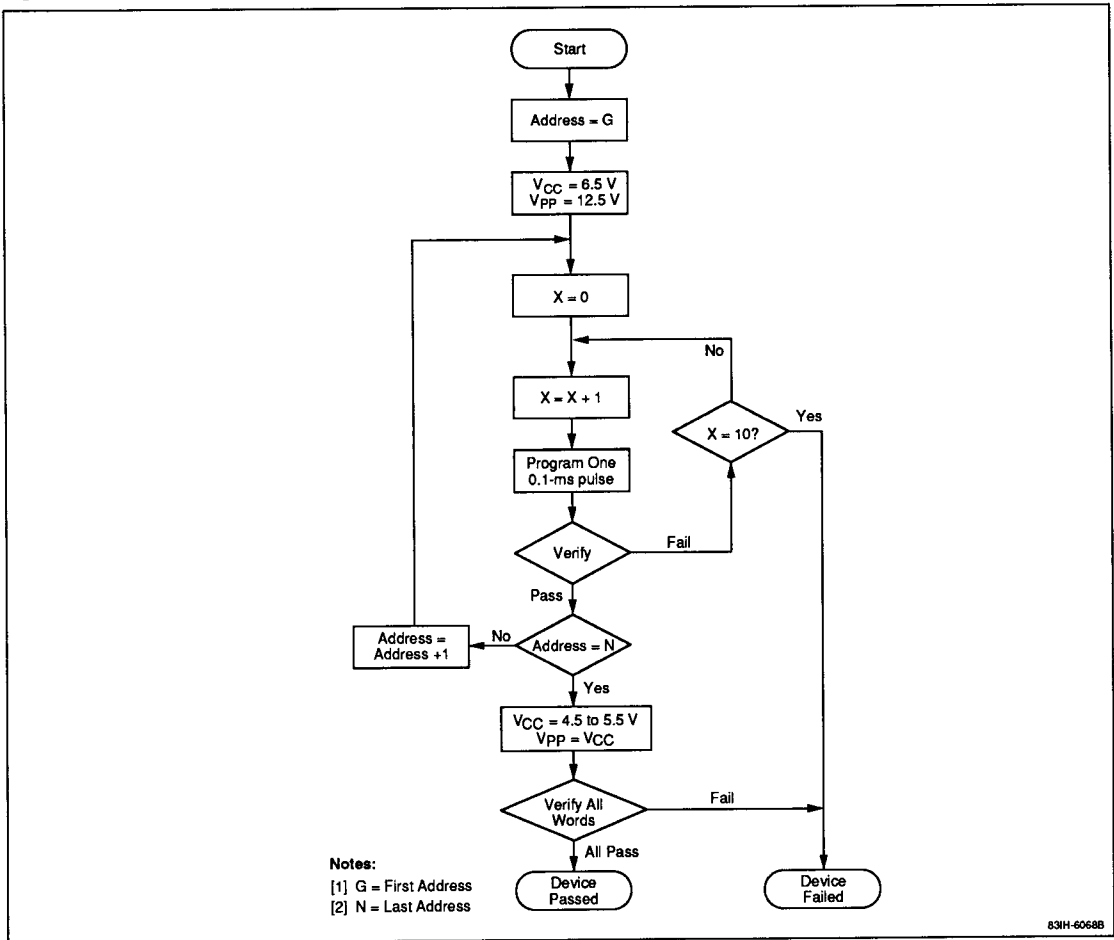 Start
Address = G
VCC = 6.5 V
VPP = 12.5 V
X = 0
No
X = X + 1
Yes
X = 10?
Program One
0.1-ms pulse
Verify
Fail
Pass
Address =
Address +1
No
Address = N
Yes
VCC = 4.5 to 5.5 V
VPP = VCC
Verify All
Words
Fail
All Pass
Device
Passed
Device
Failed
Notes:
[1] G = First Address
[2] N = Last Address
83IH-6068B